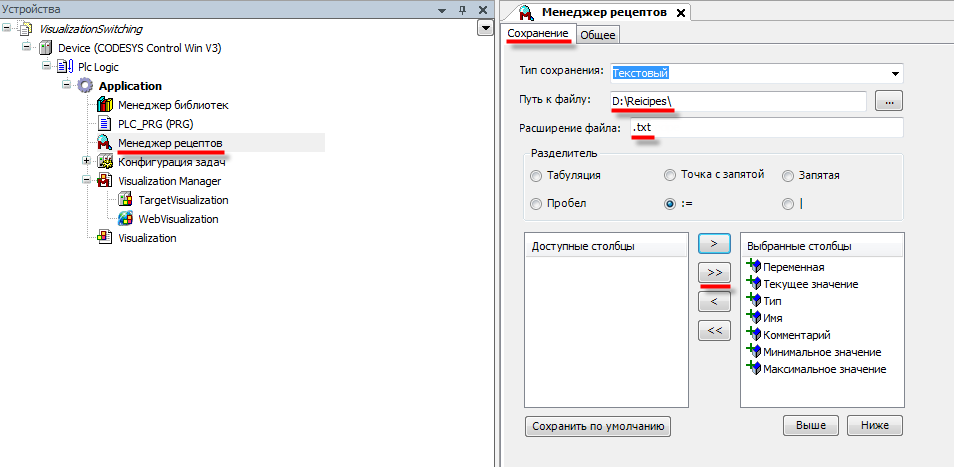 Устройства
VisualizationSwitching
Device (CODESYS Control Win V3)
Plc Logic
Application
Менеджер библиотек
PLC_PRG (PRG)
Менеджер рецептов
Конфигурация задач
Visualization Manager
TargetVisualization
WebVisualization
Visualization
Менеджер рецептов
Сохранение Общее
Тип сохранения: Текстовый
Путь к файлу: D:\Reicipes\ ...
Расширение файла: .txt
Разделитель
Табуляция Точка с запятой Запятая
Пробел := |
Доступные столбцы > Выбранные столбцы
Переменная
>>
Текущее значение
Тип
<
Имя
<<
Комментарий
Минимальное значение
Максимальное значение
Сохранить по умолчанию Выше Ниже